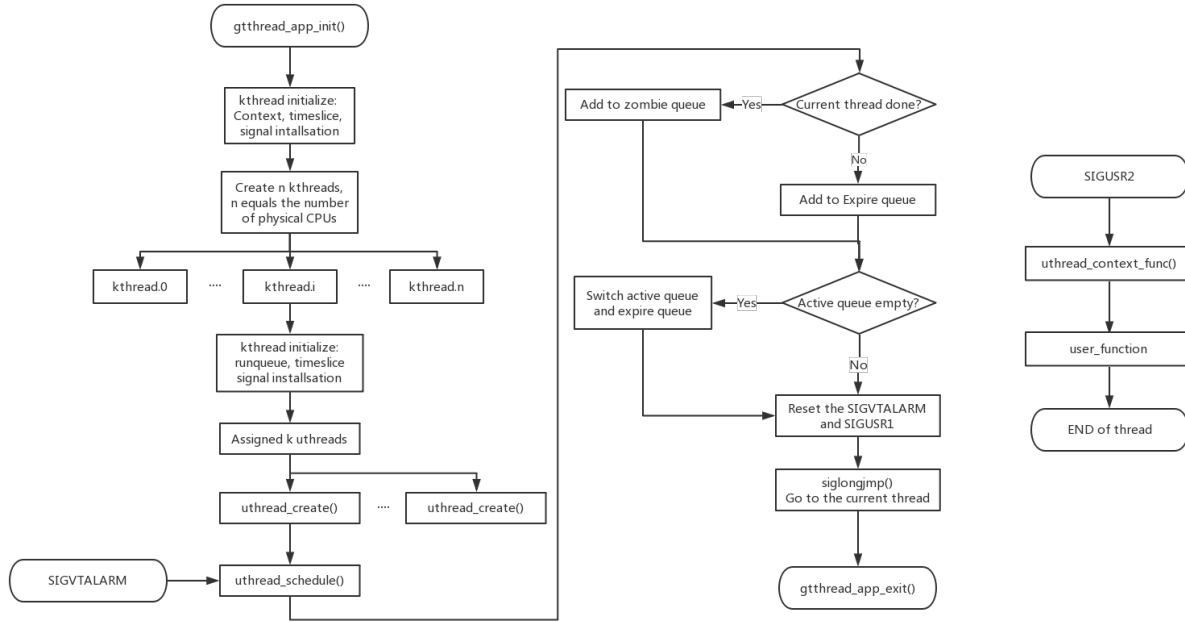 gtthread_app_init()
kthread initialize:
Context, timeslice,
signal intallsation
Create n kthreads,
n equals the number
of physical CPUs
kthread.0
....
kthread.i
....
kthread.n
kthread initialize:
runqueue, timeslice
signal installsation
Assigned k uthreads
uthread_create()
....
uthread_create()
SIGVTALARM
uthread_schedule()
Current thread done?
Yes
Add to zombie queue
No
Add to Expire queue
Active queue empty?
Yes
Switch active queue
and expire queue
No
Reset the SIGVTALARM
and SIGUSR1
siglongjmp()
Go to the current thread
gtthread_app_exit()
SIGUSR2
uthread_context_func()
user_function
END of thread